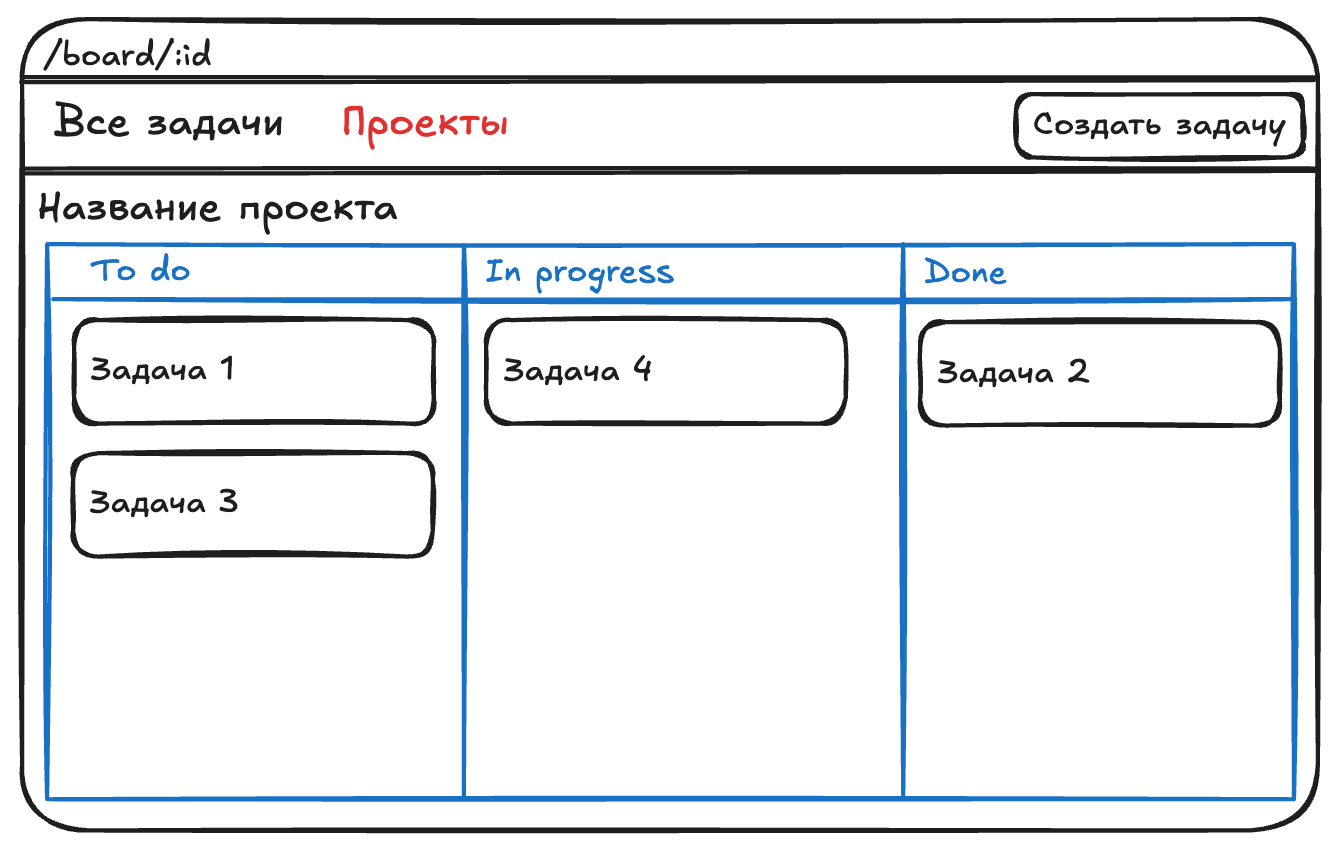 /board/:id
Все задачи Проекты Создать задачу
Название проекта
To do In progress Done
Задача 1 Задача 4 Задача 2
Задача 3